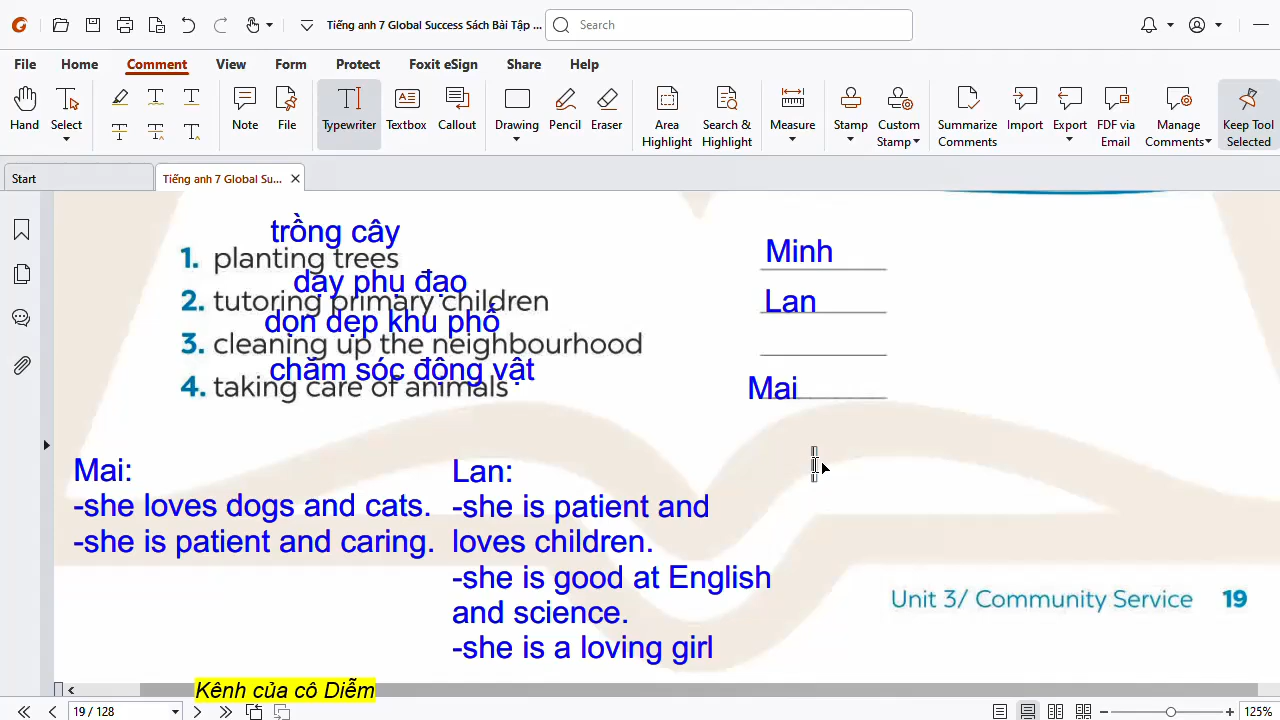 Tiếng anh 7 Global Success Sách Bài Tập ...
Search
File Home Comment View Form Protect Foxit eSign Share Help
Hand Select Note File Typewriter Textbox Callout Drawing Pencil Eraser Area Highlight Search & Highlight Measure Stamp Custom Stamp Summarize Comments Import Export FDF via Email Manage Comments Keep Tool Selected
Start Tiếng anh 7 Global Su...
trồng cây
1. planting trees Minh
dạy phụ đạo
2. tutoring primary children Lan
dọn dẹp khu phố
3. cleaning up the neighbourhood
chăm sóc động vật
4. taking care of animals Mai
Mai:
-she loves dogs and cats.
-she is patient and caring.
Lan:
-she is patient and
loves children.
-she is good at English
and science.
-she is a loving girl
Unit 3/ Community Service 19
Kênh của cô Diễm
19 / 128
125%